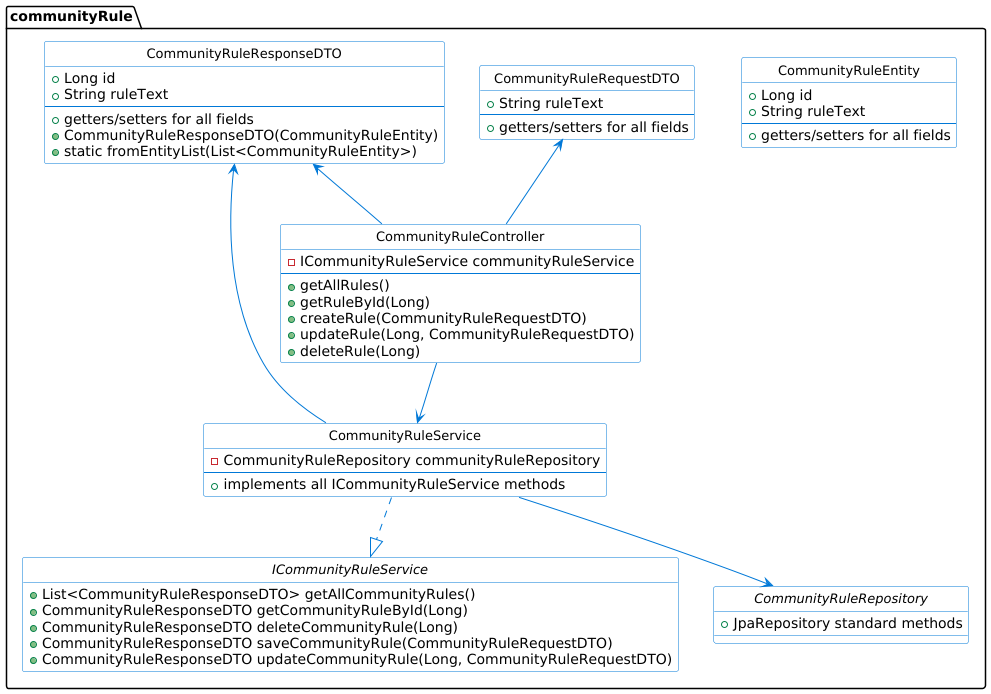 communityRule
CommunityRuleResponseDTO
Long id
String ruleText
getters/setters for all fields
CommunityRuleResponseDTO(CommunityRuleEntity)
static fromEntityList(List<CommunityRuleEntity>)
CommunityRuleRequestDTO
String ruleText
getters/setters for all fields
CommunityRuleEntity
Long id
String ruleText
getters/setters for all fields
CommunityRuleController
ICommunityRuleService communityRuleService
getAllRules()
getRuleById(Long)
createRule(CommunityRuleRequestDTO)
updateRule(Long, CommunityRuleRequestDTO)
deleteRule(Long)
CommunityRuleService
CommunityRuleRepository communityRuleRepository
implements all ICommunityRuleService methods
ICommunityRuleService
List<CommunityRuleResponseDTO> getAllCommunityRules()
CommunityRuleResponseDTO getCommunityRuleById(Long)
CommunityRuleResponseDTO deleteCommunityRule(Long)
CommunityRuleResponseDTO saveCommunityRule(CommunityRuleRequestDTO)
CommunityRuleResponseDTO updateCommunityRule(Long, CommunityRuleRequestDTO)
CommunityRuleRepository
JpaRepository standard methods